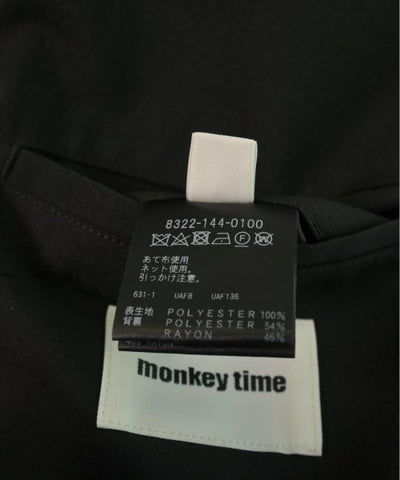 8322-144-0100
あて布使用
ネット使用。
引っかけ注意。
631-1 UAF8 UAF136
表生地 POLYESTER 100%
背裏 POLYESTER 54%
RAYON 46%
monkey time